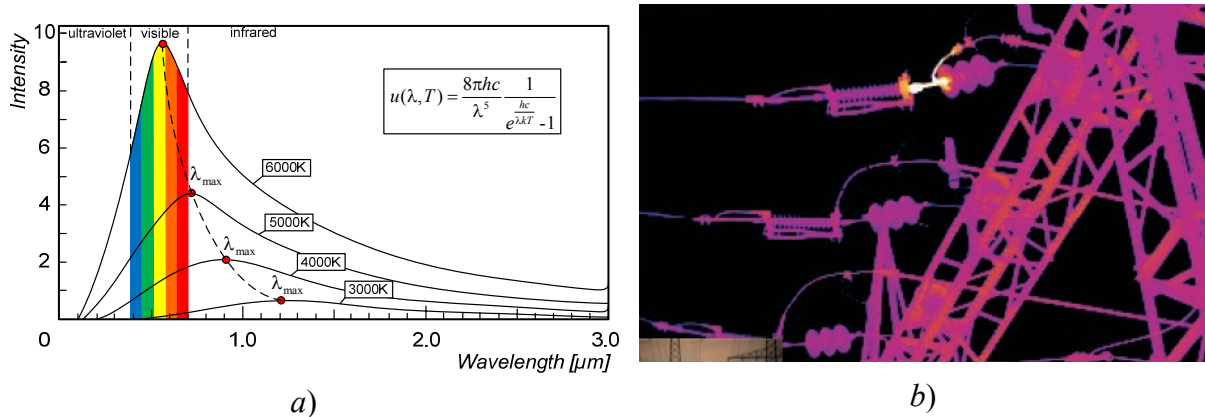 10
8
6
4
2
0
Intensity
ultraviolet
visible
infrared
u(λ,T) = 8πhc/λ⁵ 1/(e^(hc/λkT) -1)
6000K
λmax
5000K
λmax
4000K
λmax
3000K
1.0
2.0
3.0
Wavelength [µm]
a)
b)